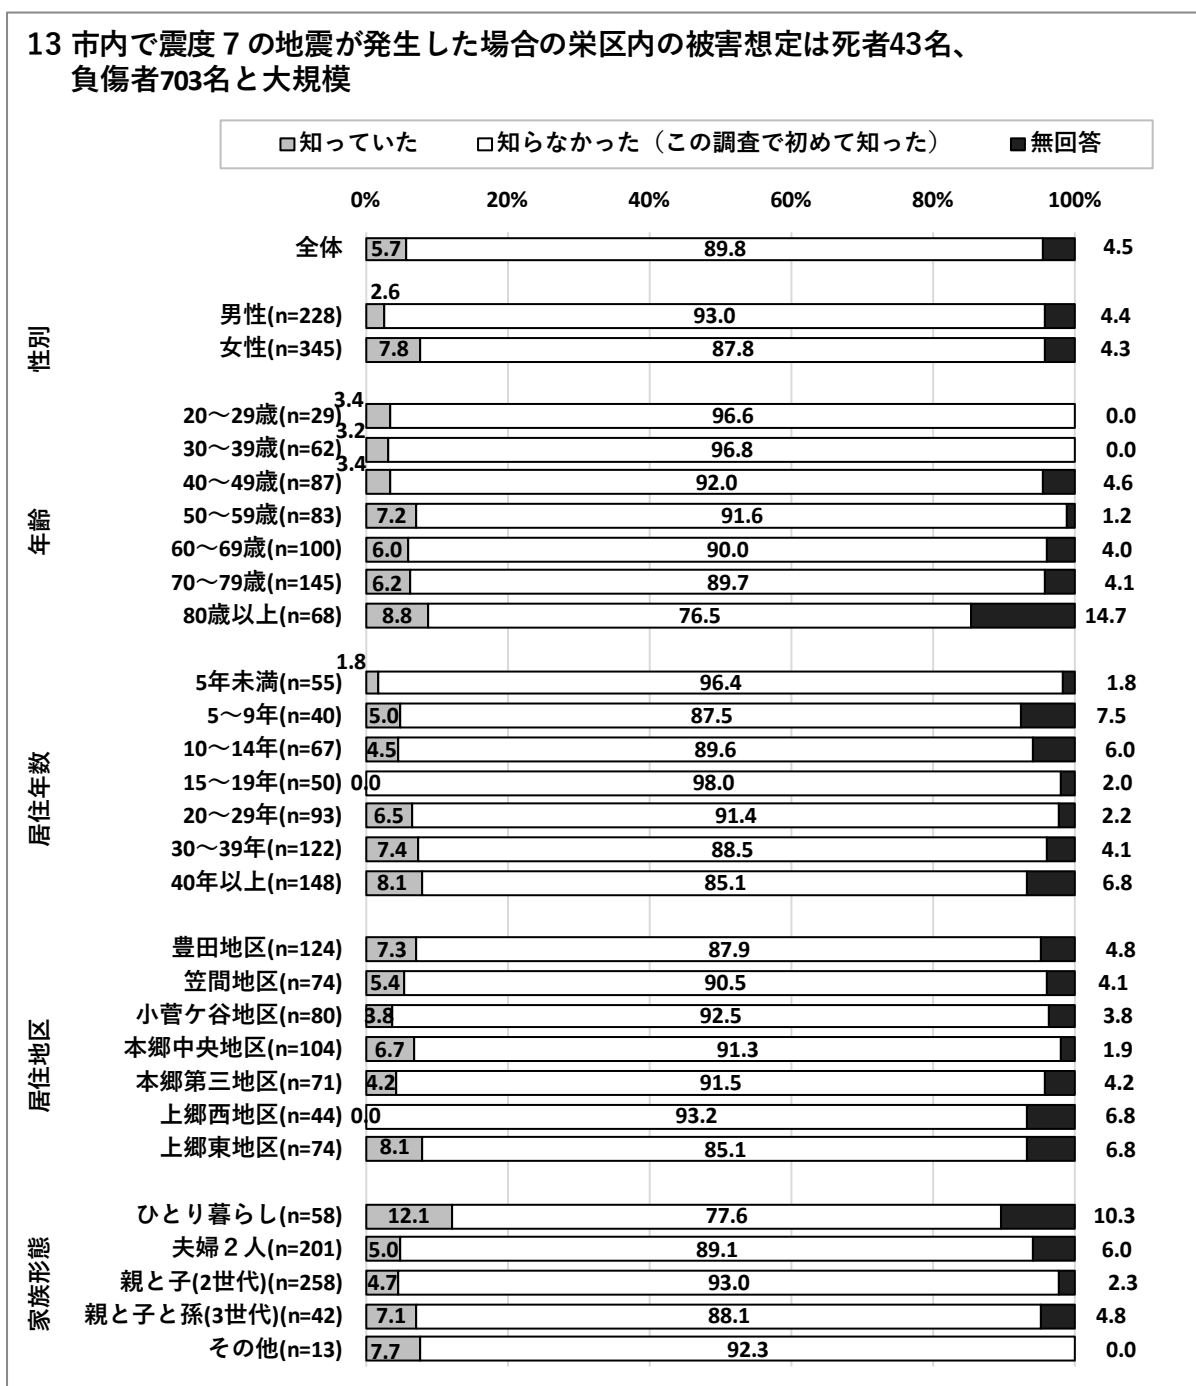 13 市内で震度７の地震が発生した場合の栄区内の被害想定は死者43名、
負傷者703名と大規模
知っていた 知らなかった（この調査で初めて知った） 無回答
0% 20% 40% 60% 80% 100%
全体 5.7 89.8 4.5
性別
男性(n=228) 2.6 93.0 4.4
女性(n=345) 7.8 87.8 4.3
年齢
20～29歳(n=29) 3.4 96.6 0.0
30～39歳(n=62) 3.2 96.8 0.0
40～49歳(n=87) 3.4 92.0 4.6
50～59歳(n=83) 7.2 91.6 1.2
60～69歳(n=100) 6.0 90.0 4.0
70～79歳(n=145) 6.2 89.7 4.1
80歳以上(n=68) 8.8 76.5 14.7
居住年数
5年未満(n=55) 1.8 96.4 1.8
5～9年(n=40) 5.0 87.5 7.5
10～14年(n=67) 4.5 89.6 6.0
15～19年(n=50) 0.0 98.0 2.0
20～29年(n=93) 6.5 91.4 2.2
30～39年(n=122) 7.4 88.5 4.1
40年以上(n=148) 8.1 85.1 6.8
居住地区
豊田地区(n=124) 7.3 87.9 4.8
笠間地区(n=74) 5.4 90.5 4.1
小菅ケ谷地区(n=80) 3.8 92.5 3.8
本郷中央地区(n=104) 6.7 91.3 1.9
本郷第三地区(n=71) 4.2 91.5 4.2
上郷西地区(n=44) 0.0 93.2 6.8
上郷東地区(n=74) 8.1 85.1 6.8
家族形態
ひとり暮らし(n=58) 12.1 77.6 10.3
夫婦２人(n=201) 5.0 89.1 6.0
親と子(2世代)(n=258) 4.7 93.0 2.3
親と子と孫(3世代)(n=42) 7.1 88.1 4.8
その他(n=13) 7.7 92.3 0.0